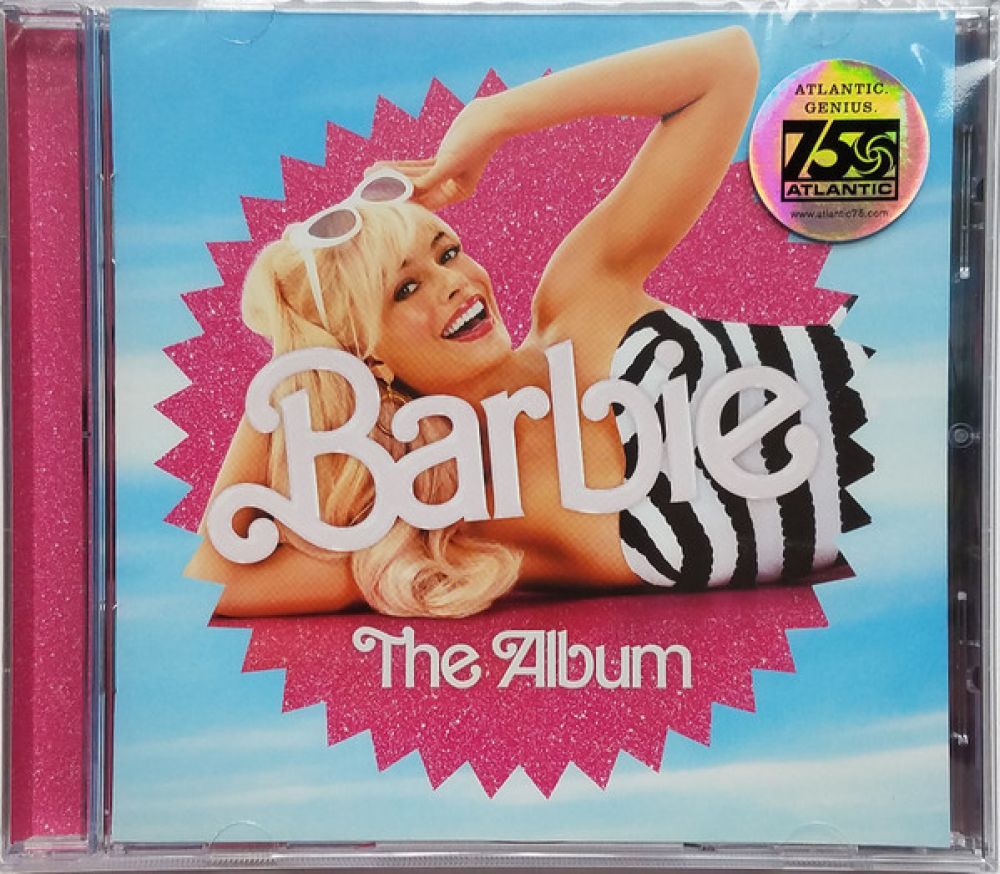 ATLANTIC.
GENIUS.
75
ATLANTIC
www.atlantic75.com
Barbie
The Album